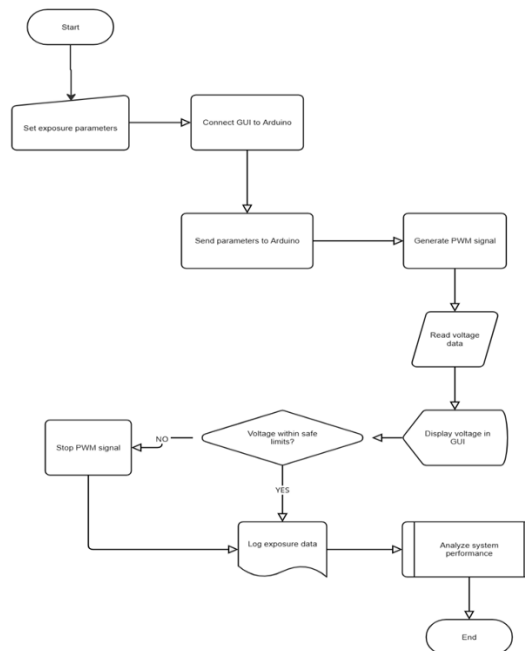 Start
Set exposure parameters
Connect GUI to Arduino
Send parameters to Arduino
Generate PWM signal
Read voltage
data
Display voltage in
GUI
Voltage within safe
limits?
NO
Stop PWM signal
YES
Log exposure data
Analyze system
performance
End